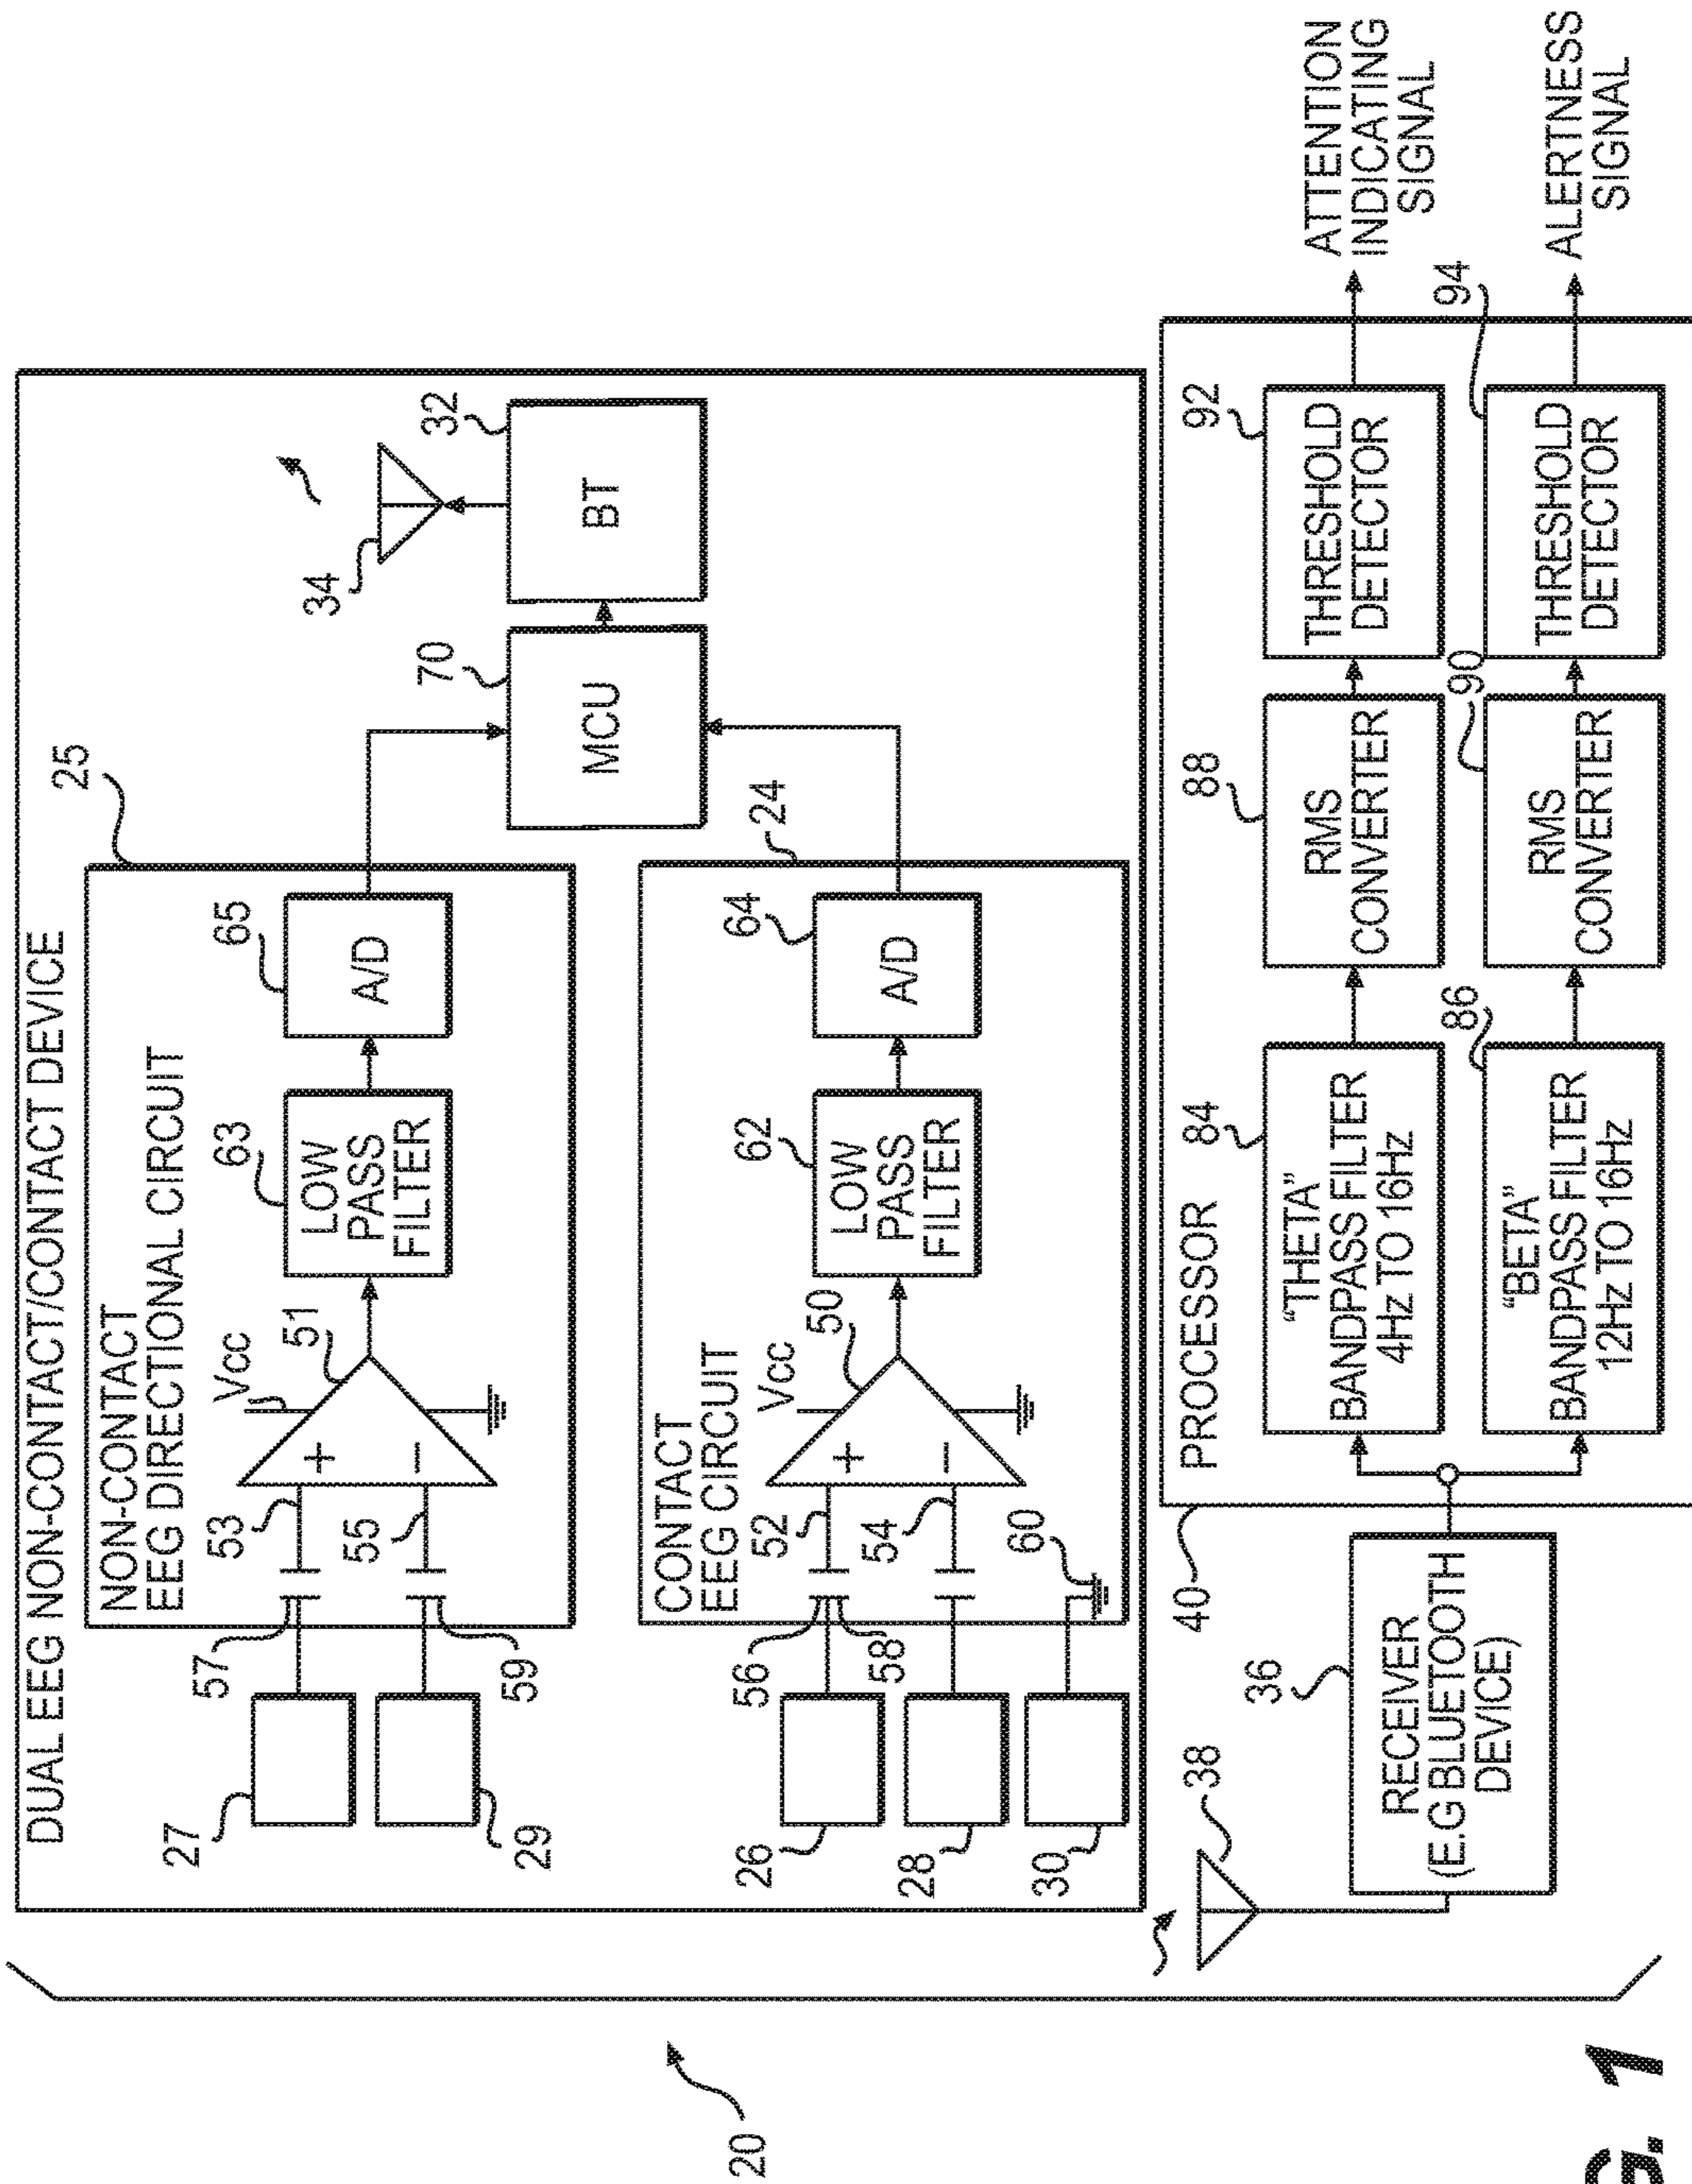 DUAL EEG NON-CONTACT/CONTACT DEVICE
NON-CONTACT
EEG DIRECTIONAL CIRCUIT
25
27
29
57
59
53
55
+
−
Vcc
51
63
LOW
PASS
FILTER
65
A/D
34
70
MCU
32
BT
CONTACT
EEG CIRCUIT
24
26
28
30
56
58
52
54
60
+
−
Vcc
50
62
LOW
PASS
FILTER
64
A/D
20
38
36
RECEIVER
(E.G BLUETOOTH
DEVICE)
40
PROCESSOR
84
"THETA"
BANDPASS FILTER
4Hz TO 16Hz
88
RMS
CONVERTER
92
THRESHOLD
DETECTOR
ATTENTION
INDICATING
SIGNAL
86
"BETA"
BANDPASS FILTER
12Hz TO 16Hz
90
RMS
CONVERTER
94
THRESHOLD
DETECTOR
ALERTNESS
SIGNAL
G. 1